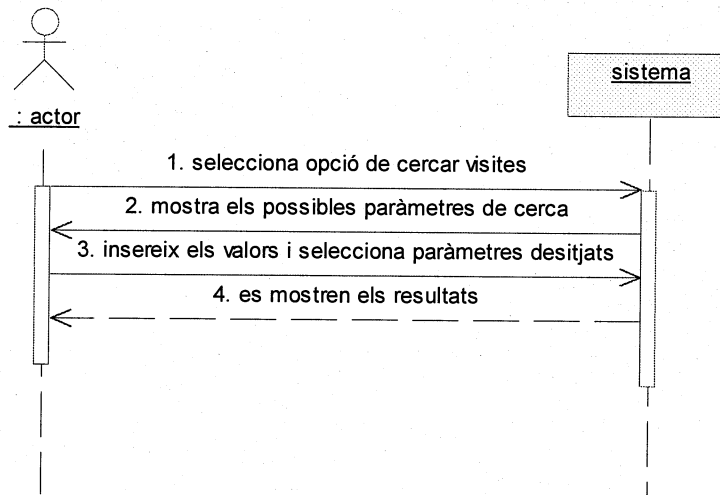 : actor
sistema
1. selecciona opció de cercar visites
2. mostra els possibles paràmetres de cerca
3. insereix els valors i selecciona paràmetres desitjats
4. es mostren els resultats